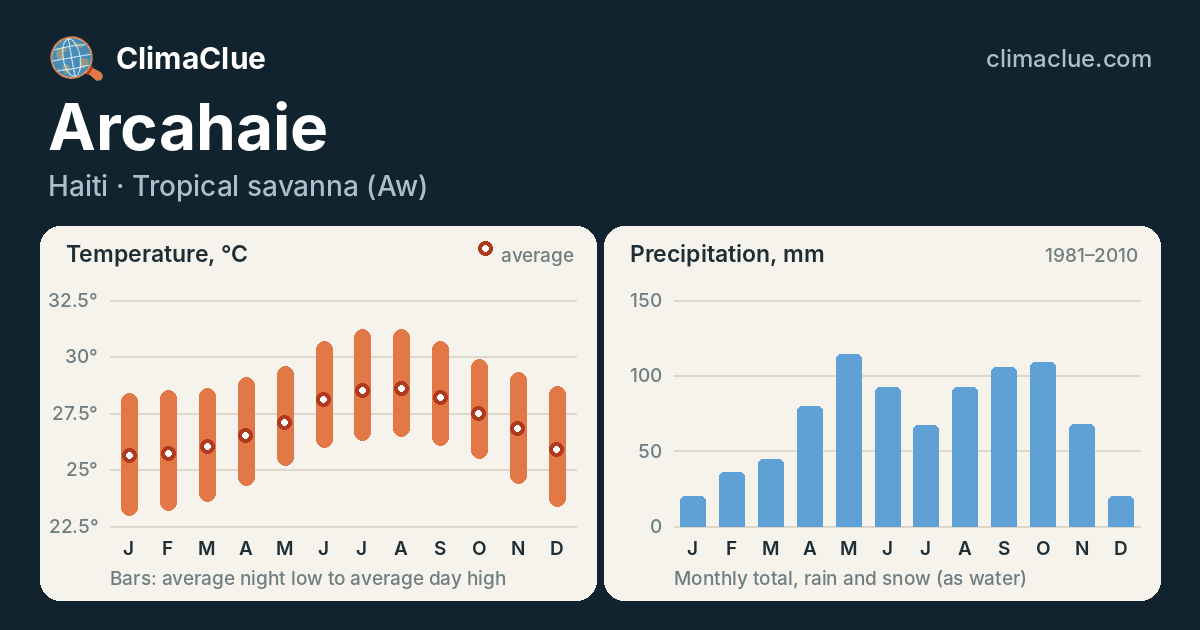 ClimaClue
climaclue.com
Arcahaie
Haiti · Tropical savanna (Aw)
Temperature, °C
average
32.5°
30°
27.5°
25°
22.5°
J F M A M J J A S O N D
Bars: average night low to average day high
Precipitation, mm
1981–2010
150
100
50
0
J F M A M J J A S O N D
Monthly total, rain and snow (as water)